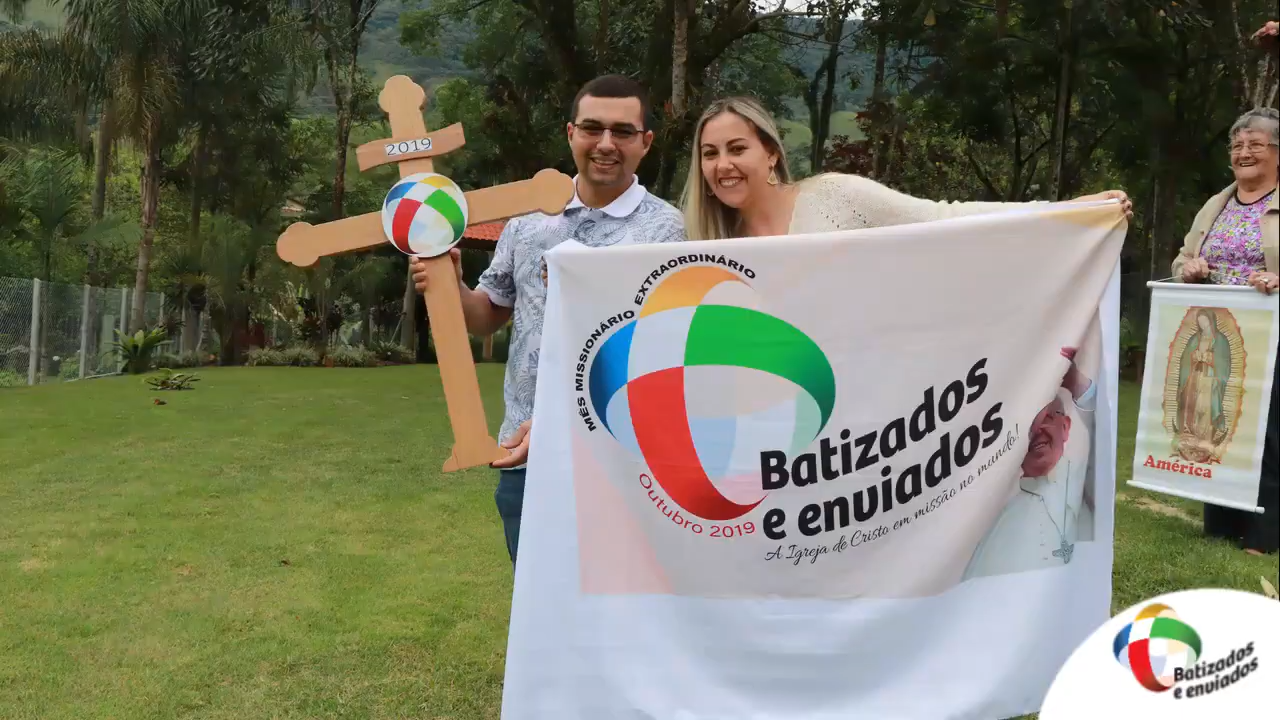 2019
MÊS MISSIONÁRIO EXTRAORDINÁRIO
Outubro 2019
Batizados
e enviados
A Igreja de Cristo em missão no mundo!
América
Batizados
e enviados